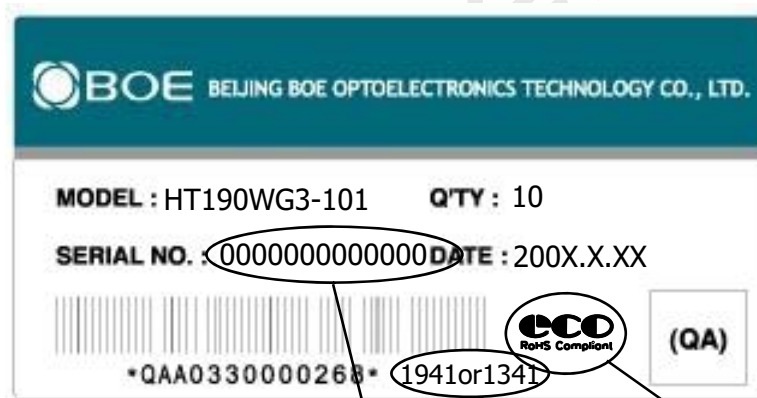 BOE BEIJING BOE OPTOELECTRONICS TECHNOLOGY CO., LTD.
MODEL : HT190WG3-101 Q'TY : 10
SERIAL NO. : 0000000000000 DATE : 200X.X.XX
eco
RoHS Compliant
(QA)
*QAA0330000268* 1941or1341